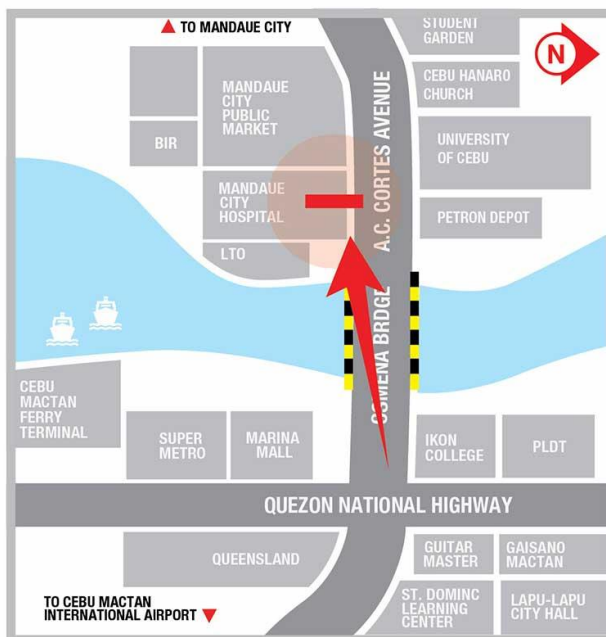 TO MANDAUE CITY
STUDENT
GARDEN
N
CEBU HANARO
CHURCH
MANDAUE
CITY
PUBLIC
MARKET
BIR
UNIVERSITY
OF CEBU
A.C. CORTES AVENUE
MANDAUE
CITY
HOSPITAL
PETRON DEPOT
LTO
OSMENA BRDGE
CEBU
MACTAN
FERRY
TERMINAL
SUPER
METRO
MARINA
MALL
IKON
COLLEGE
PLDT
QUEZON NATIONAL HIGHWAY
QUEENSLAND
GUITAR
MASTER
GAISANO
MACTAN
TO CEBU MACTAN
INTERNATIONAL AIRPORT
ST. DOMINC
LEARNING
CENTER
LAPU-LAPU
CITY HALL